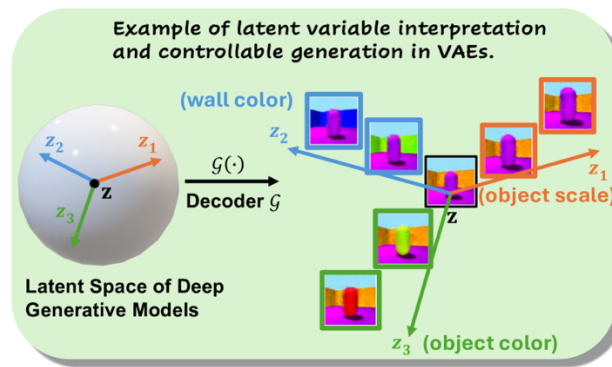 Example of latent variable interpretation
and controllable generation in VAEs.
z₂
z₁
z
z₃
𝒢(·)
Decoder 𝒢
Latent Space of Deep
Generative Models
(wall color)
z₂
z₁
(object scale)
z
z₃ (object color)